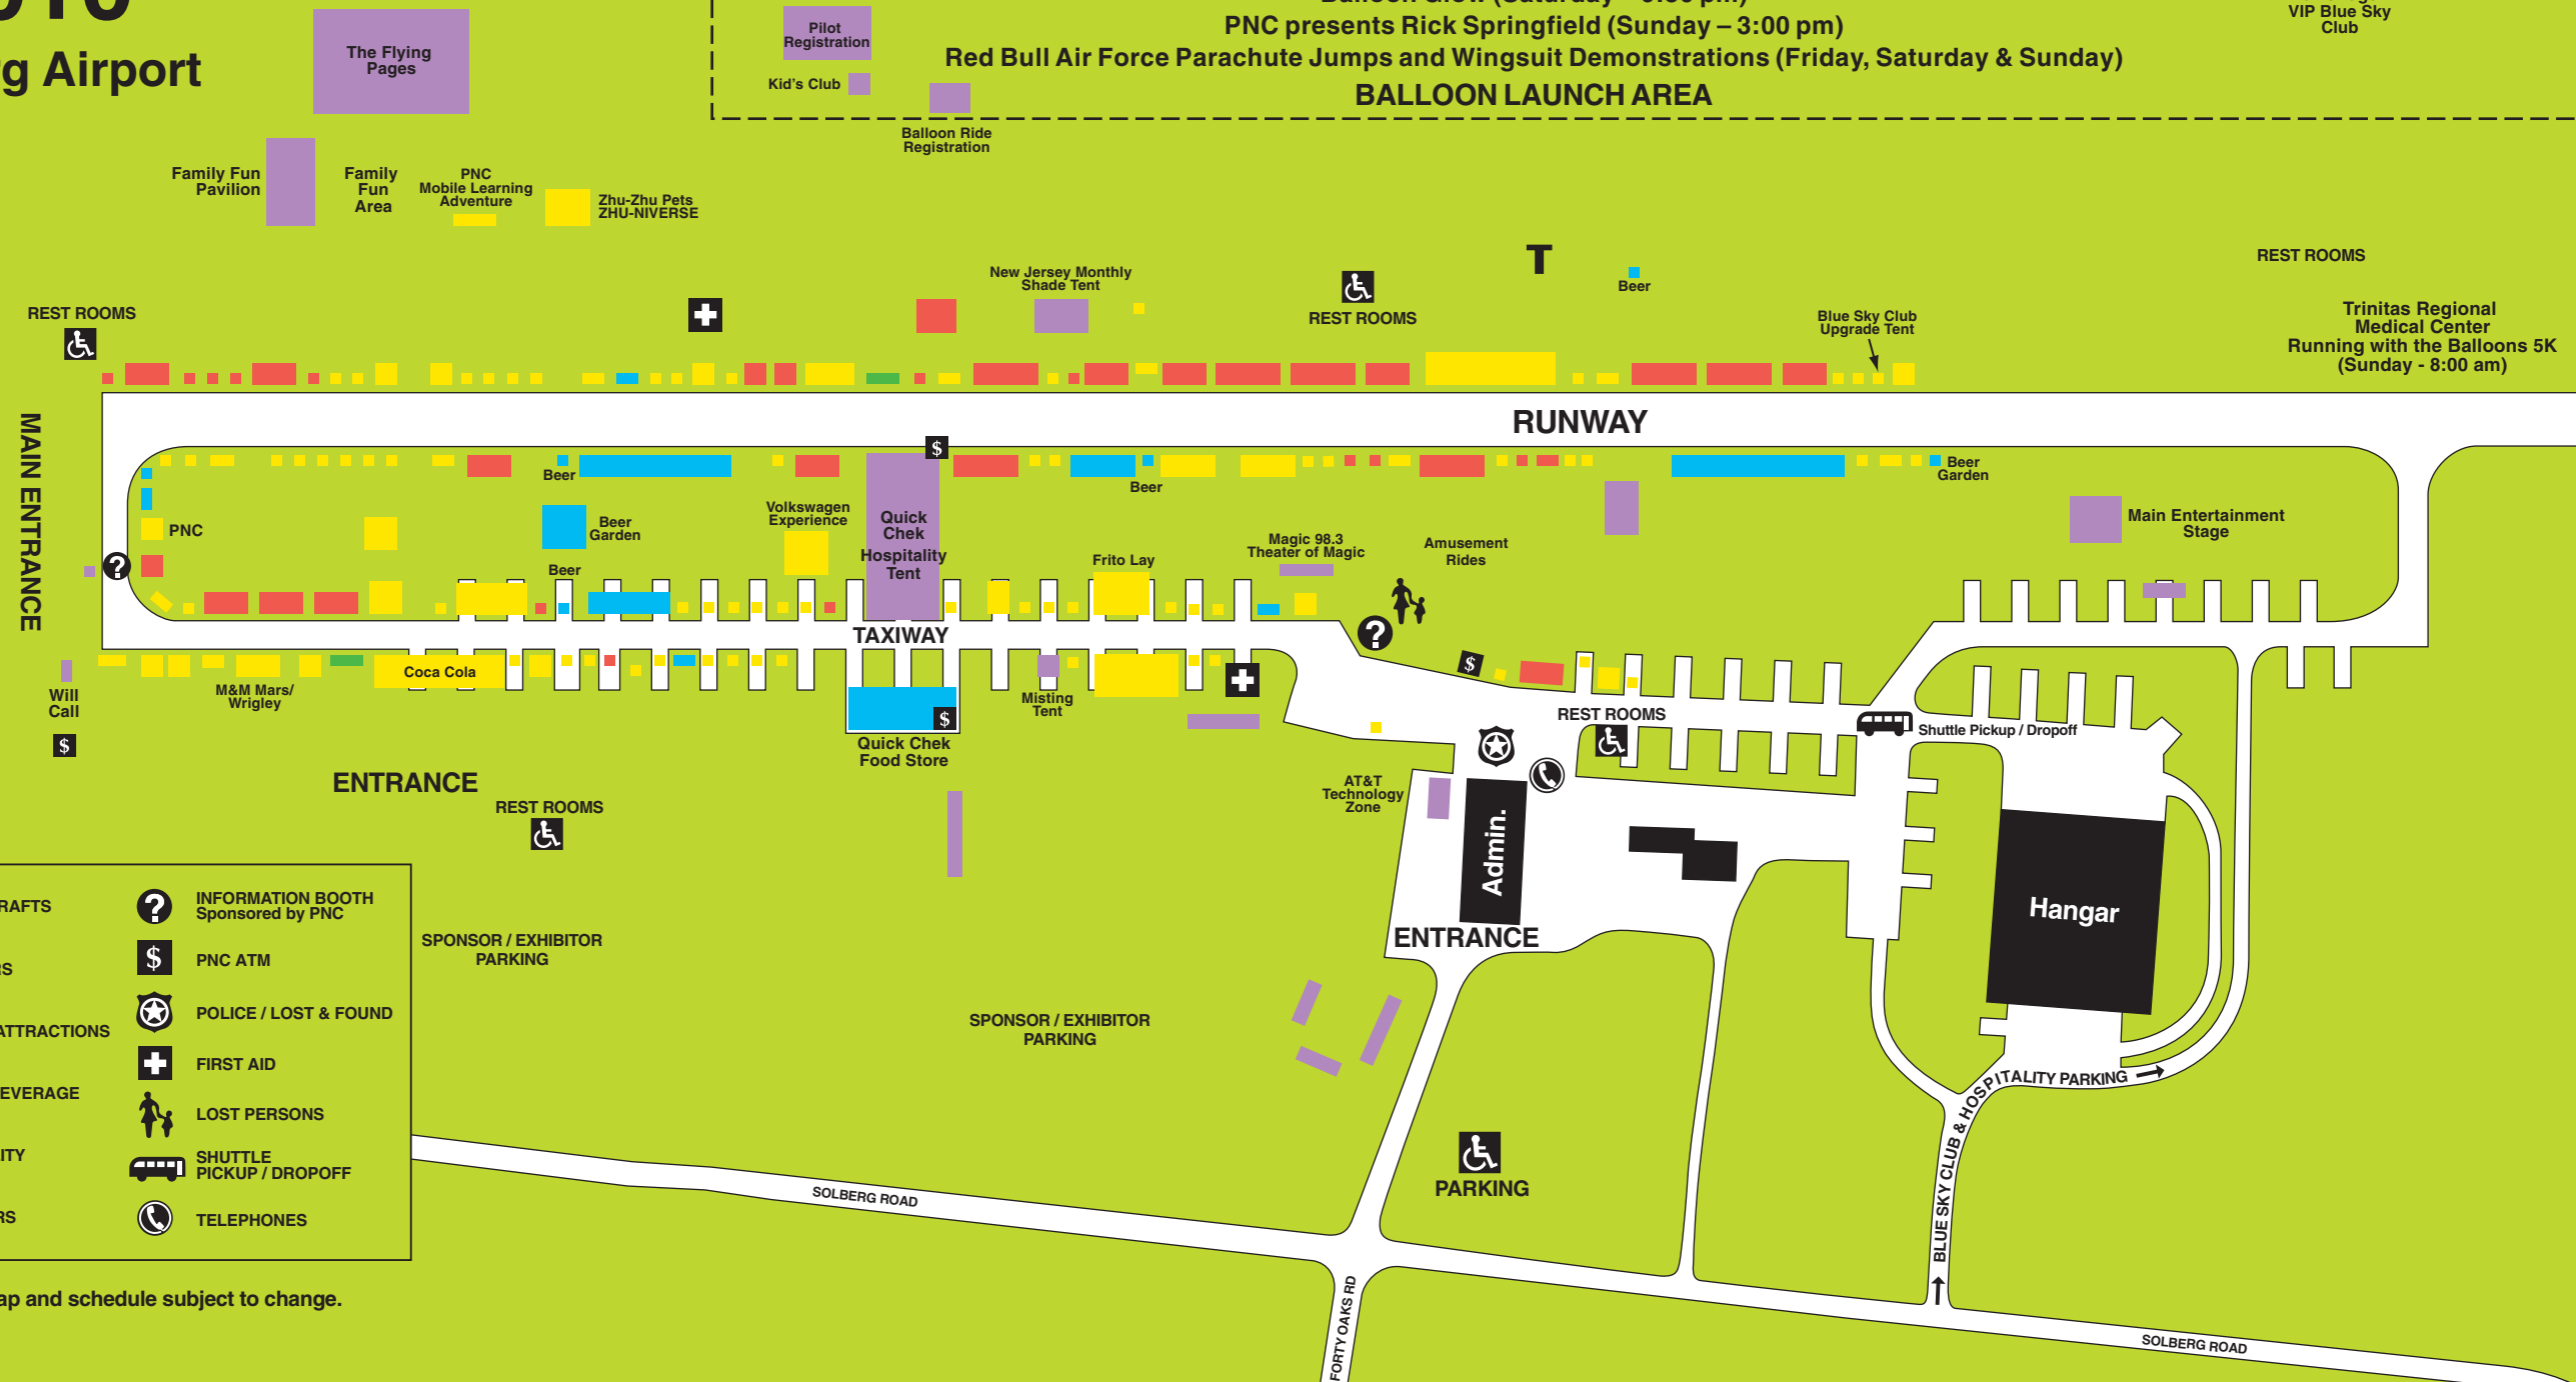 rg Airport
The Flying
Pages
Pilot
Registration
Kid's Club
Balloon Ride
Registration
PNC presents Rick Springfield (Sunday – 3:00 pm)
Red Bull Air Force Parachute Jumps and Wingsuit Demonstrations (Friday, Saturday & Sunday)
BALLOON LAUNCH AREA
VIP Blue Sky
Club
Family Fun
Pavilion
Family
Fun
Area
PNC
Mobile Learning
Adventure
Zhu-Zhu Pets
ZHU-NIVERSE
REST ROOMS
New Jersey Monthly
Shade Tent
REST ROOMS
T
Beer
Blue Sky Club
Upgrade Tent
REST ROOMS
Trinitas Regional
Medical Center
Running with the Balloons 5K
(Sunday - 8:00 am)
MAIN ENTRANCE
RUNWAY
$
Beer
Beer
Beer
Garden
PNC
?
Beer
Garden
Beer
Volkswagen
Experience
Quick
Chek
Hospitality
Tent
Frito Lay
Magic 98.3
Theater of Magic
Amusement
Rides
Main Entertainment
Stage
TAXIWAY
?
$
Will
Call
$
M&M Mars/
Wrigley
Coca Cola
$
Quick Chek
Food Store
Misting
Tent
REST ROOMS
Shuttle Pickup / Dropoff
ENTRANCE
REST ROOMS
AT&T
Technology
Zone
Admin.
ENTRANCE
Hangar
RAFTS
RS
ATTRACTIONS
EVERAGE
ITY
RS
?
INFORMATION BOOTH
Sponsored by PNC
$
PNC ATM
POLICE / LOST & FOUND
FIRST AID
LOST PERSONS
SHUTTLE
PICKUP / DROPOFF
TELEPHONES
SPONSOR / EXHIBITOR
PARKING
SPONSOR / EXHIBITOR
PARKING
PARKING
BLUE SKY CLUB & HOSPITALITY PARKING
SOLBERG ROAD
FORTY OAKS RD
SOLBERG ROAD
ap and schedule subject to change.